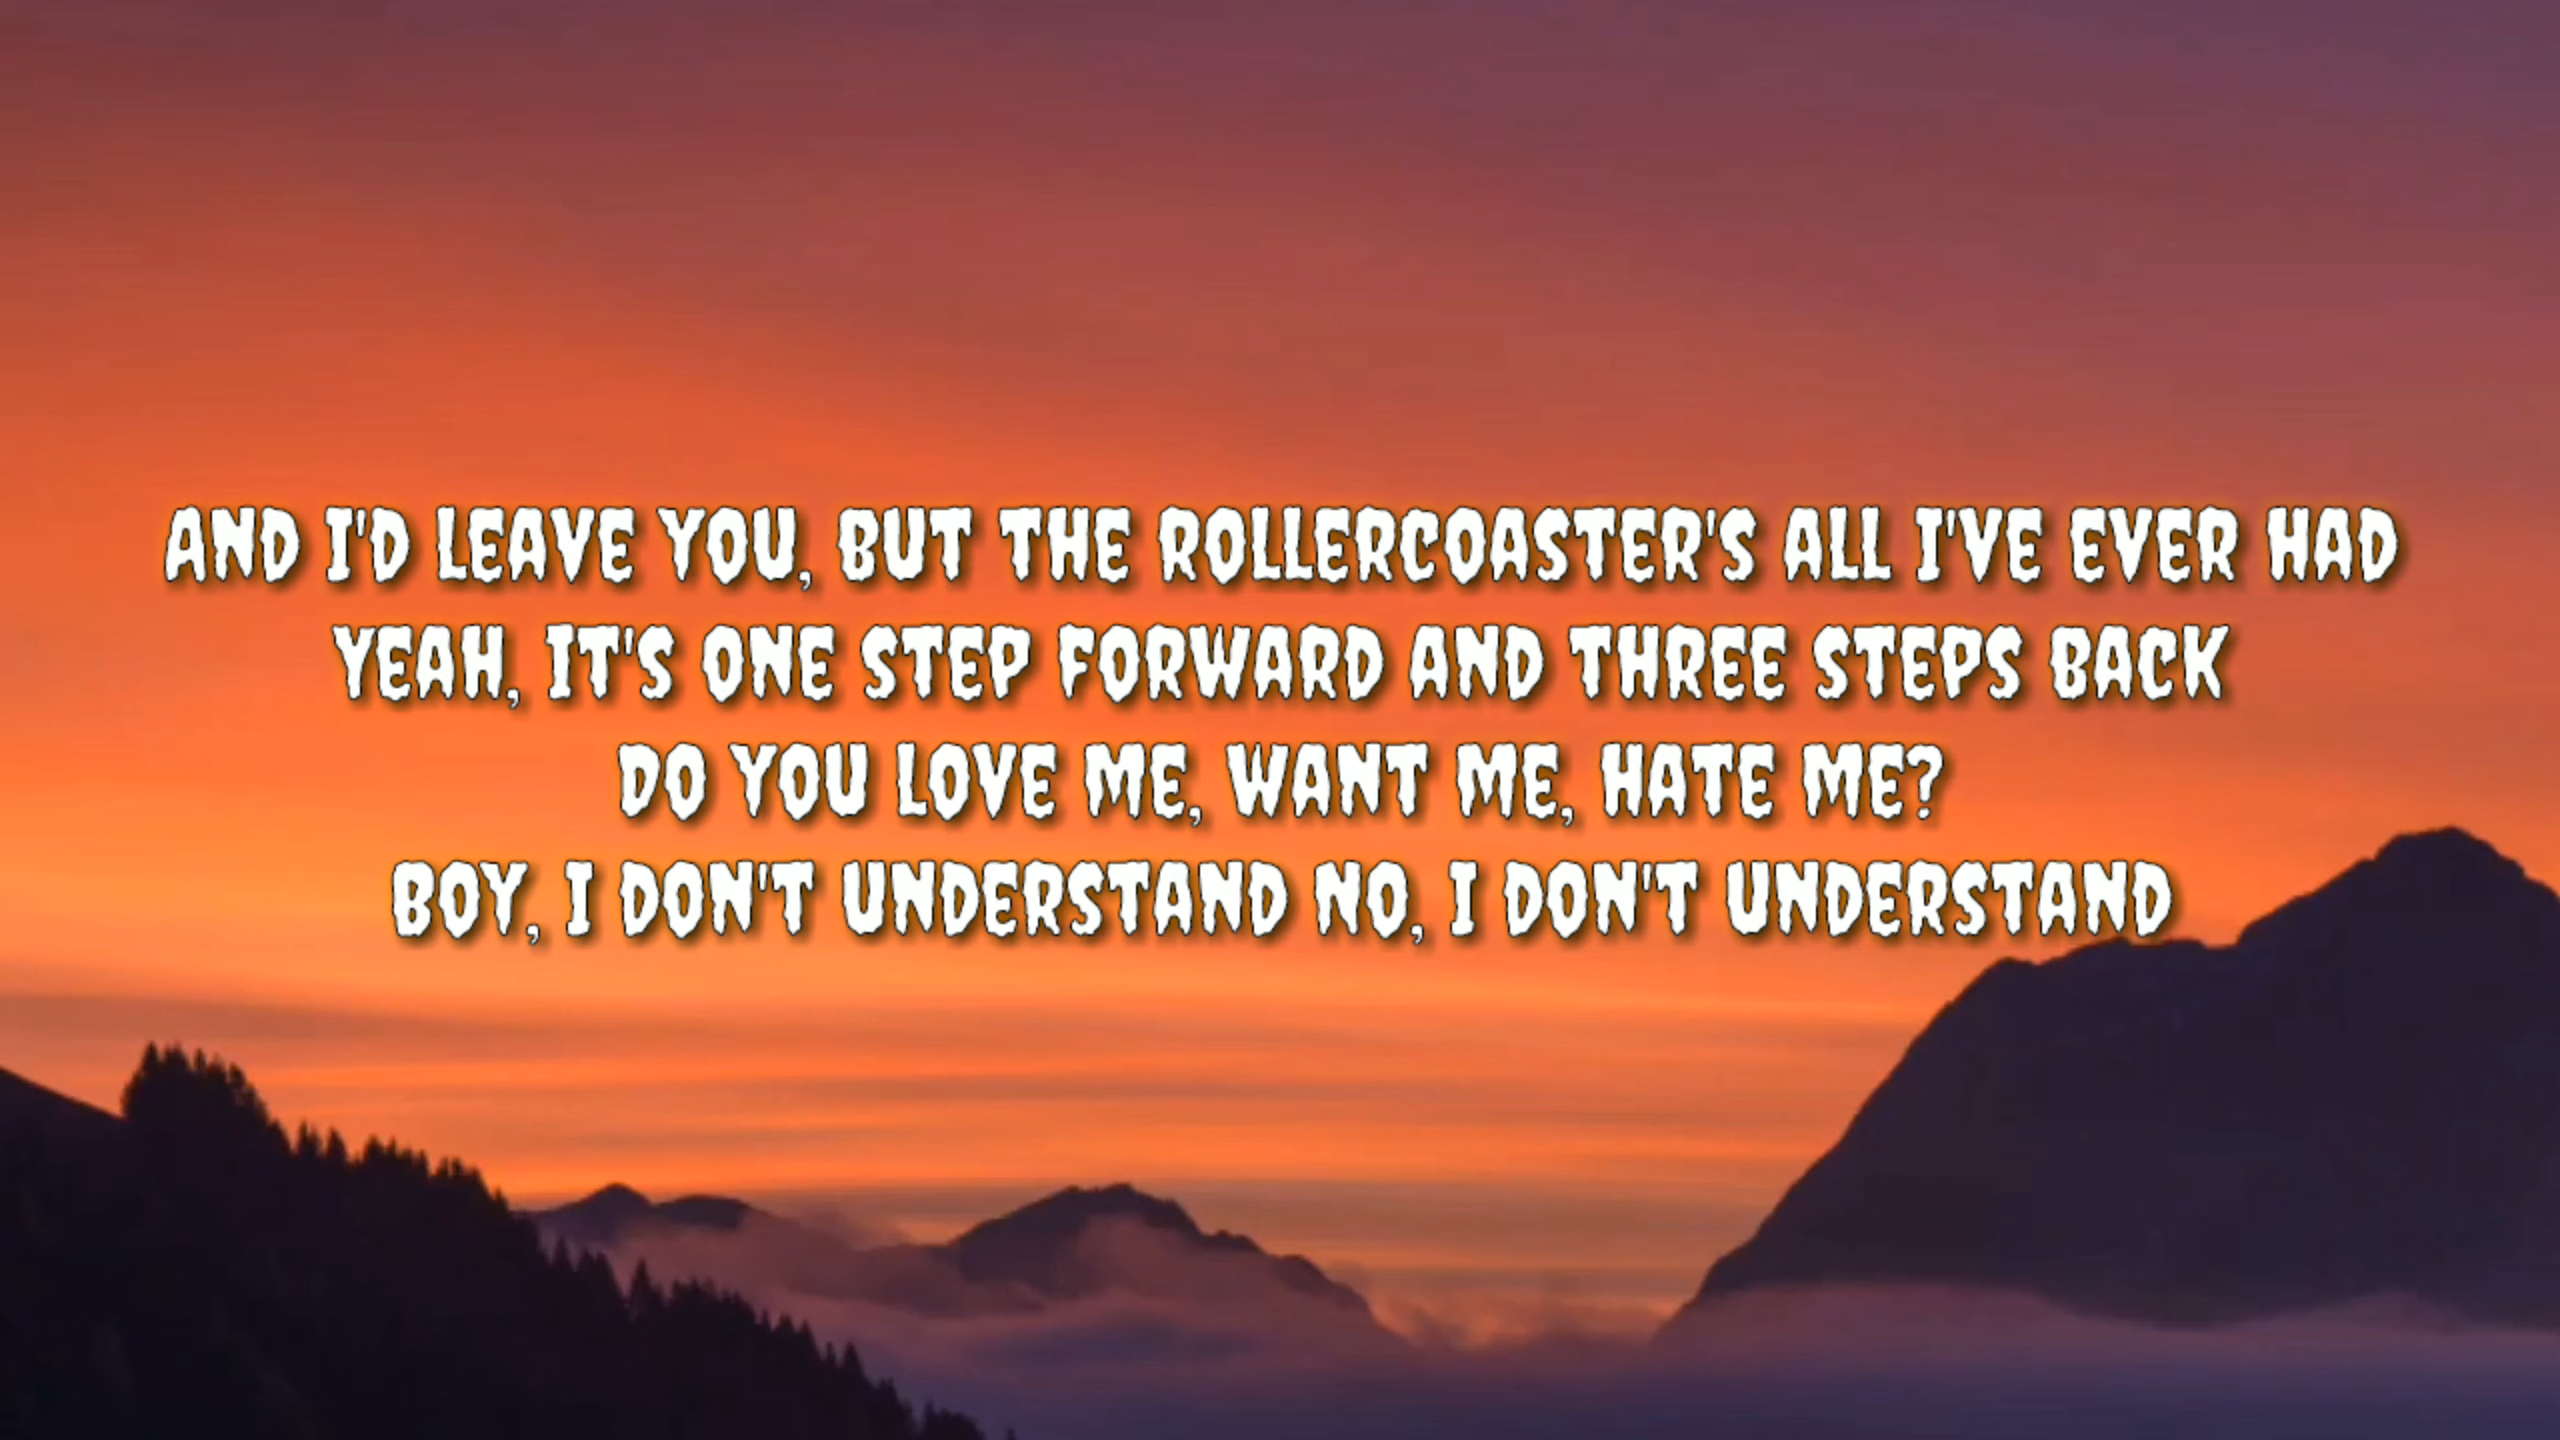 AND I'D LEAVE YOU, BUT THE ROLLERCOASTER'S ALL I'VE EVER HAD
YEAH, IT'S ONE STEP FORWARD AND THREE STEPS BACK
DO YOU LOVE ME, WANT ME, HATE ME?
BOY, I DON'T UNDERSTAND NO, I DON'T UNDERSTAND